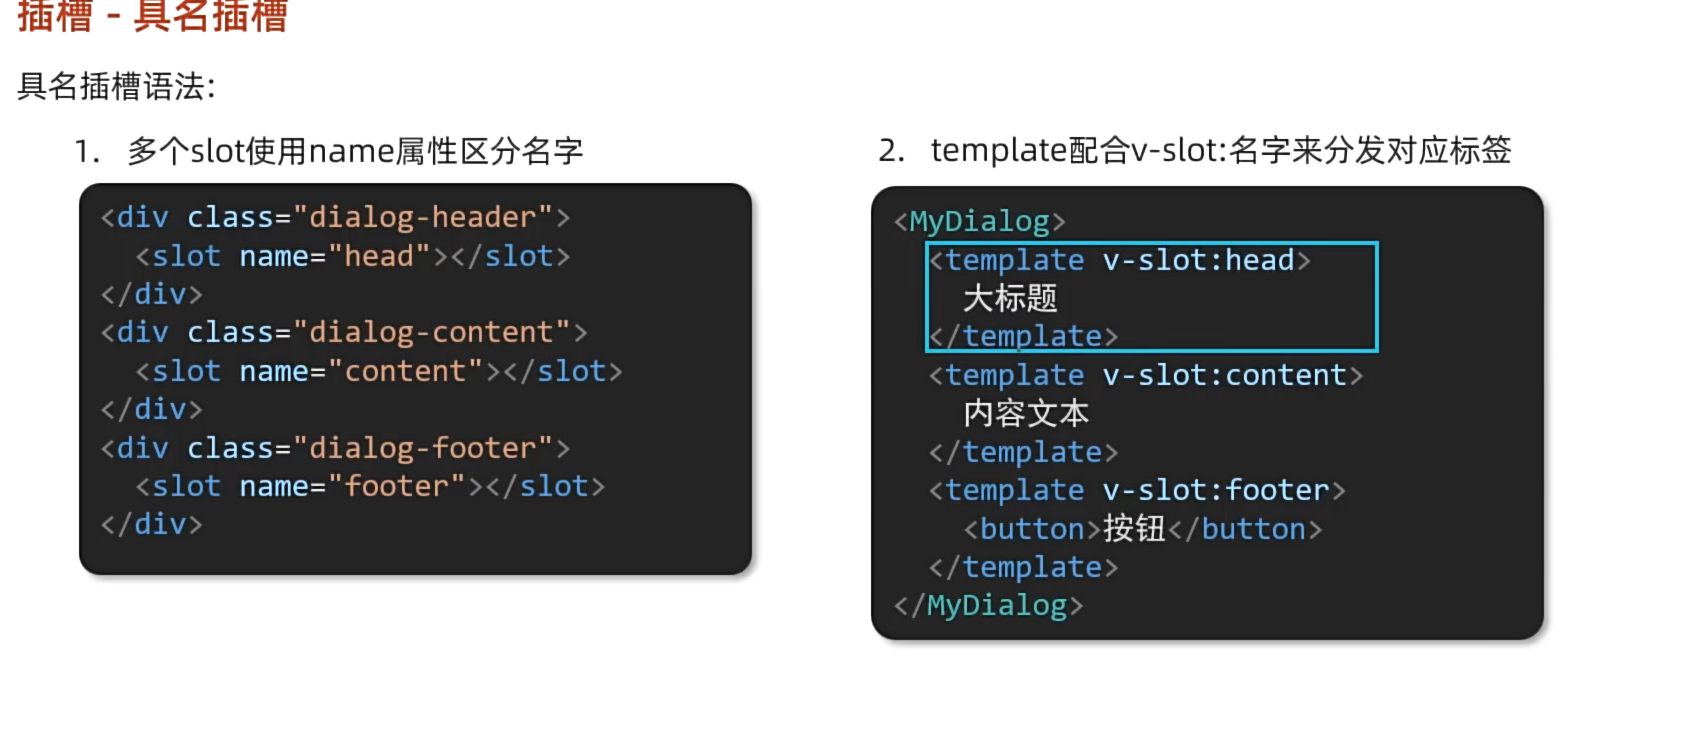 插槽 - 具名插槽
具名插槽语法：
1. 多个slot使用name属性区分名字
<div class="dialog-header">
<slot name="head"></slot>
</div>
<div class="dialog-content">
<slot name="content"></slot>
</div>
<div class="dialog-footer">
<slot name="footer"></slot>
</div>
2. template配合v-slot:名字来分发对应标签
<MyDialog>
<template v-slot:head>
大标题
</template>
<template v-slot:content>
内容文本
</template>
<template v-slot:footer>
<button>按钮</button>
</template>
</MyDialog>